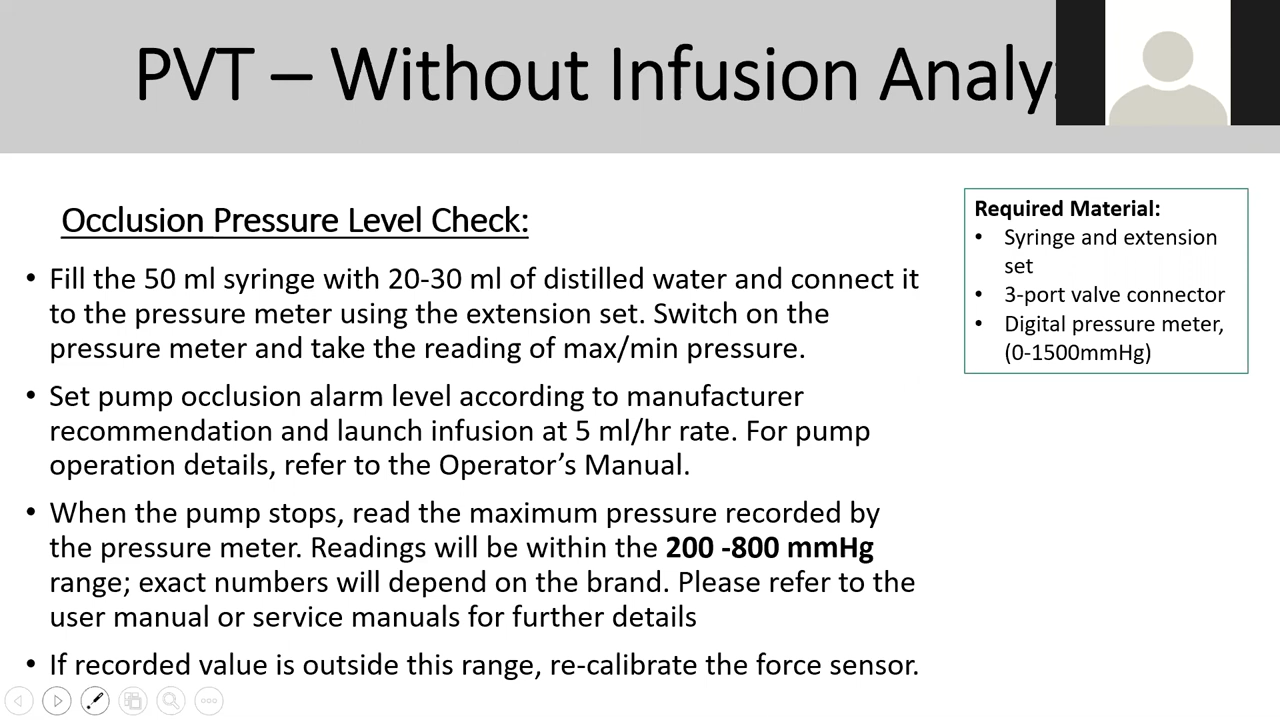 PVT – Without Infusion Analy
Occlusion Pressure Level Check:
• Fill the 50 ml syringe with 20-30 ml of distilled water and connect it
to the pressure meter using the extension set. Switch on the
pressure meter and take the reading of max/min pressure.
• Set pump occlusion alarm level according to manufacturer
recommendation and launch infusion at 5 ml/hr rate. For pump
operation details, refer to the Operator’s Manual.
• When the pump stops, read the maximum pressure recorded by
the pressure meter. Readings will be within the 200 -800 mmHg
range; exact numbers will depend on the brand. Please refer to the
user manual or service manuals for further details
• If recorded value is outside this range, re-calibrate the force sensor.
Required Material:
• Syringe and extension
set
• 3-port valve connector
• Digital pressure meter,
(0-1500mmHg)